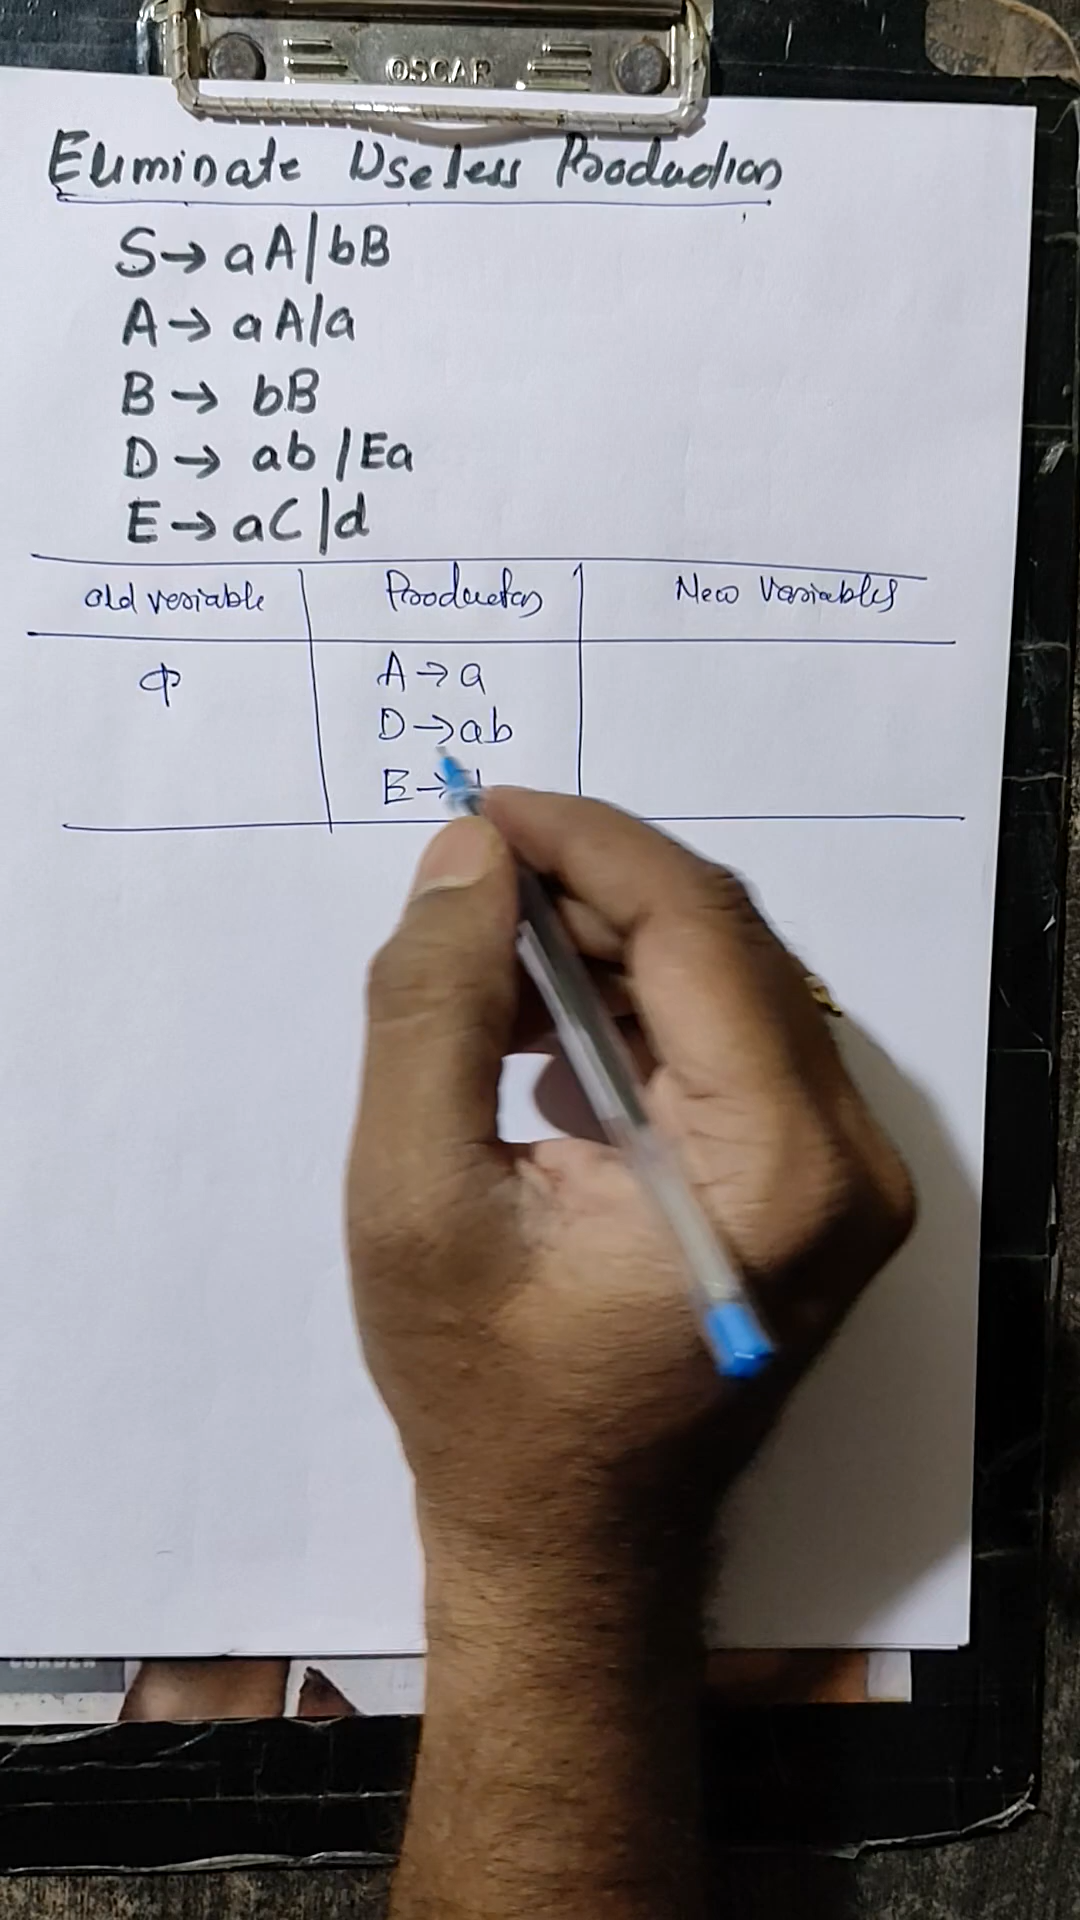 OSCAR
Eliminate Useless Production
S→ aA|bB
A→ aA|a
B→ bB
D→ ab |Ea
E→ aC|d
old variable Production New Variables
φ A→a
D→ab
E→